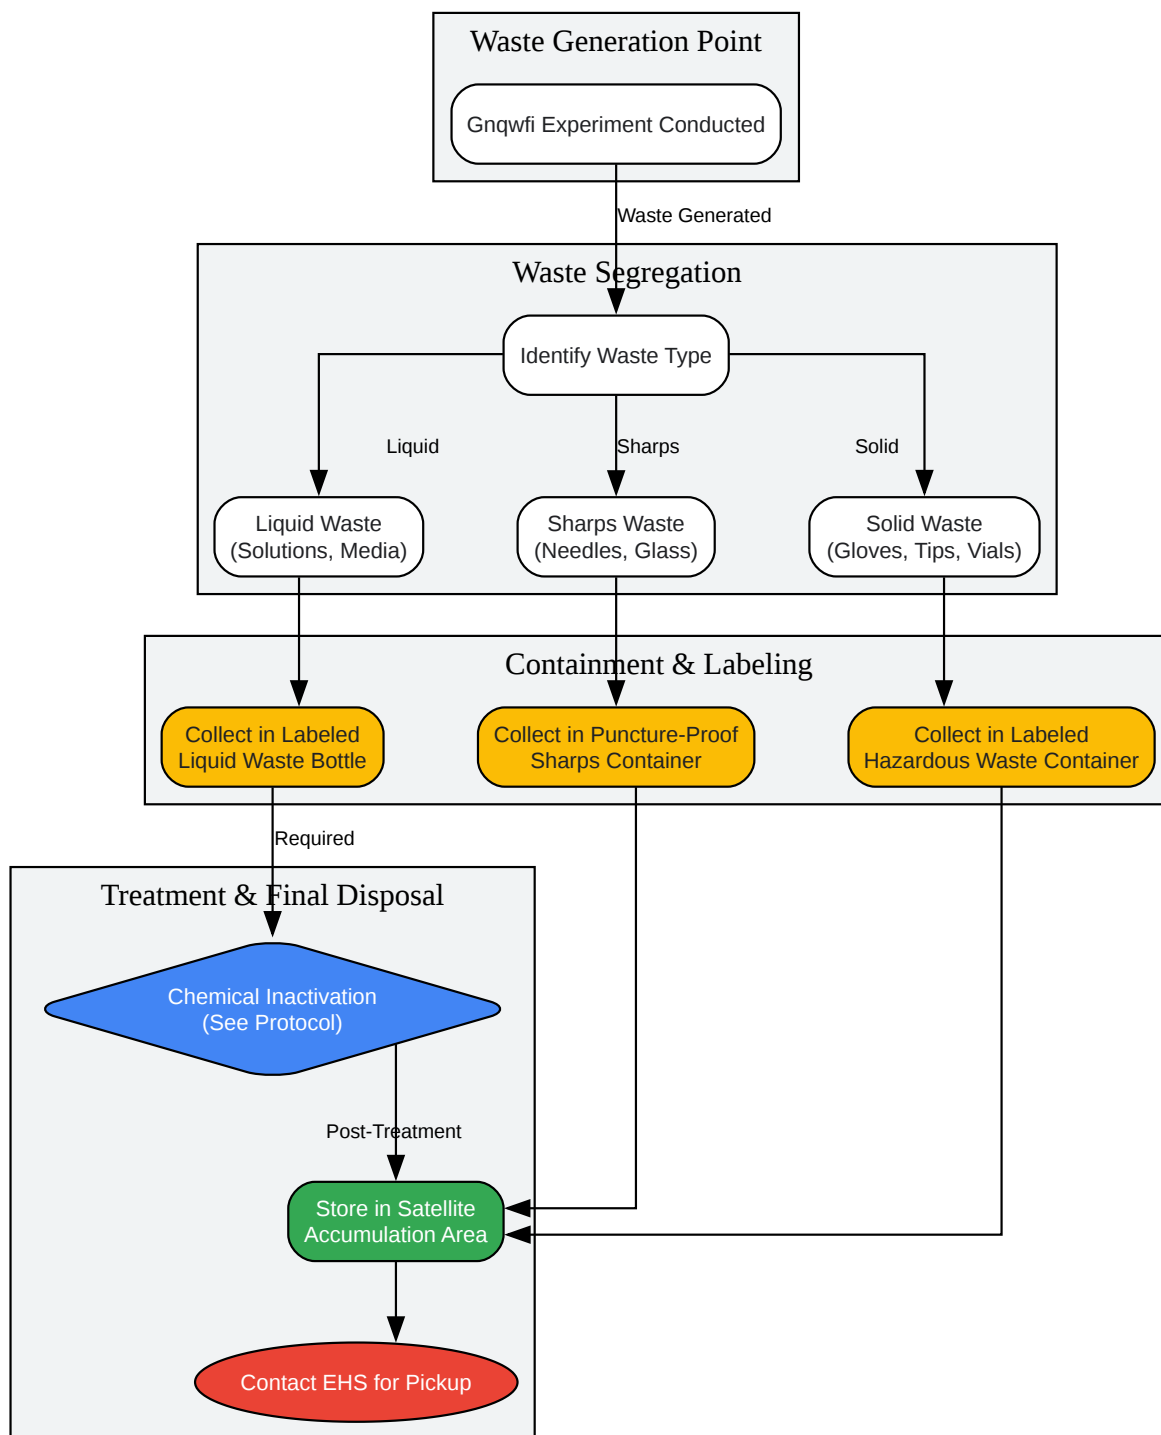 Waste Generation Point
Gnqwfi Experiment Conducted
Waste Generated
Waste Segregation
Identify Waste Type
Liquid
Sharps
Solid
Liquid Waste
(Solutions, Media)
Sharps Waste
(Needles, Glass)
Solid Waste
(Gloves, Tips, Vials)
Containment & Labeling
Collect in Labeled
Liquid Waste Bottle
Collect in Puncture-Proof
Sharps Container
Collect in Labeled
Hazardous Waste Container
Required
Treatment & Final Disposal
Chemical Inactivation
(See Protocol)
Post-Treatment
Store in Satellite
Accumulation Area
Contact EHS for Pickup